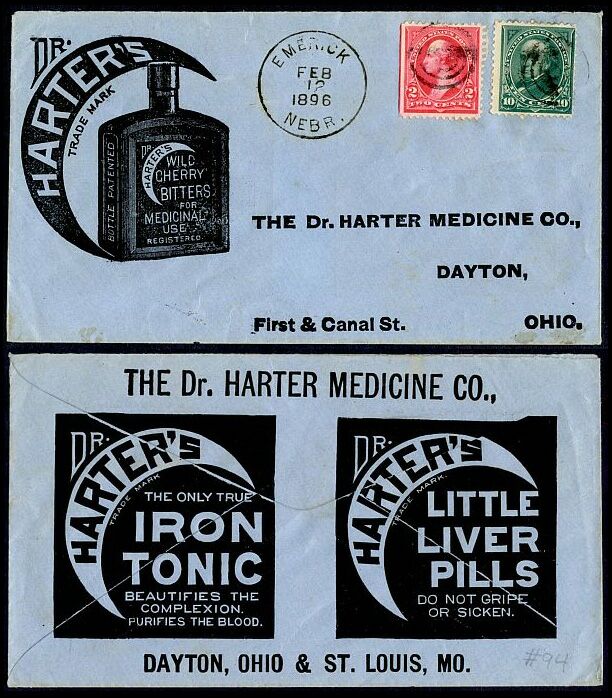 DR.
HARTER'S
TRADE MARK
BOTTLE PATENTED
DR.
HARTER'S
WILD
CHERRY
BITTERS
FOR
MEDICINAL
USE
REGISTERED.
EMERICK
FEB
12
1896
NEBR.
2 2
TWO CENTS
10 10
THE Dr. HARTER MEDICINE CO.,
DAYTON,
First & Canal St. OHIO.
THE Dr. HARTER MEDICINE CO.,
DR.
HARTER'S
TRADE MARK.
THE ONLY TRUE
IRON
TONIC
BEAUTIFIES THE
COMPLEXION.
PURIFIES THE BLOOD.
DR.
HARTER'S
TRADE MARK.
LITTLE
LIVER
PILLS
DO NOT GRIPE
OR SICKEN.
DAYTON, OHIO & ST. LOUIS, MO.
#94